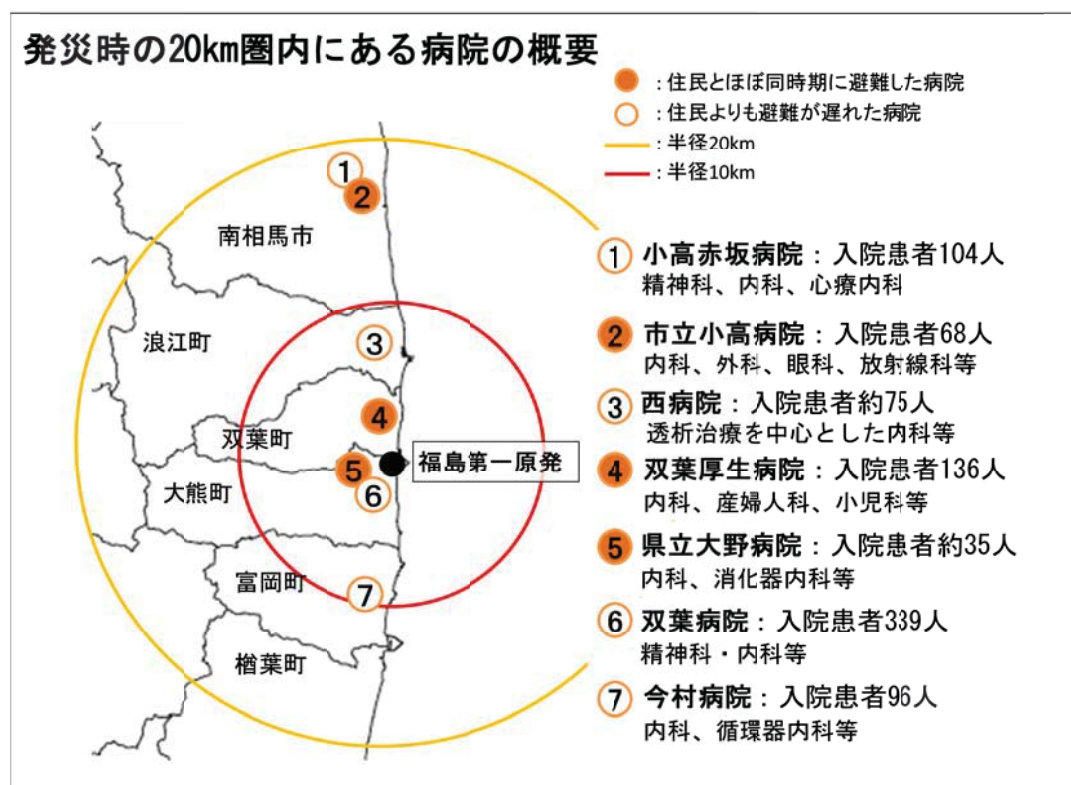 発災時の20km圏内にある病院の概要
：住民とほぼ同時期に避難した病院
：住民よりも避難が遅れた病院
：半径20km
：半径10km
1
2
南相馬市
浪江町
3
4
双葉町
5
福島第一原発
大熊町
6
富岡町
7
楢葉町
1 小高赤坂病院：入院患者104人
精神科、内科、心療内科
2 市立小高病院：入院患者68人
内科、外科、眼科、放射線科等
3 西病院：入院患者約75人
透析治療を中心とした内科等
4 双葉厚生病院：入院患者136人
内科、産婦人科、小児科等
5 県立大野病院：入院患者約35人
内科、消化器内科等
6 双葉病院：入院患者339人
精神科・内科等
7 今村病院：入院患者96人
内科、循環器内科等